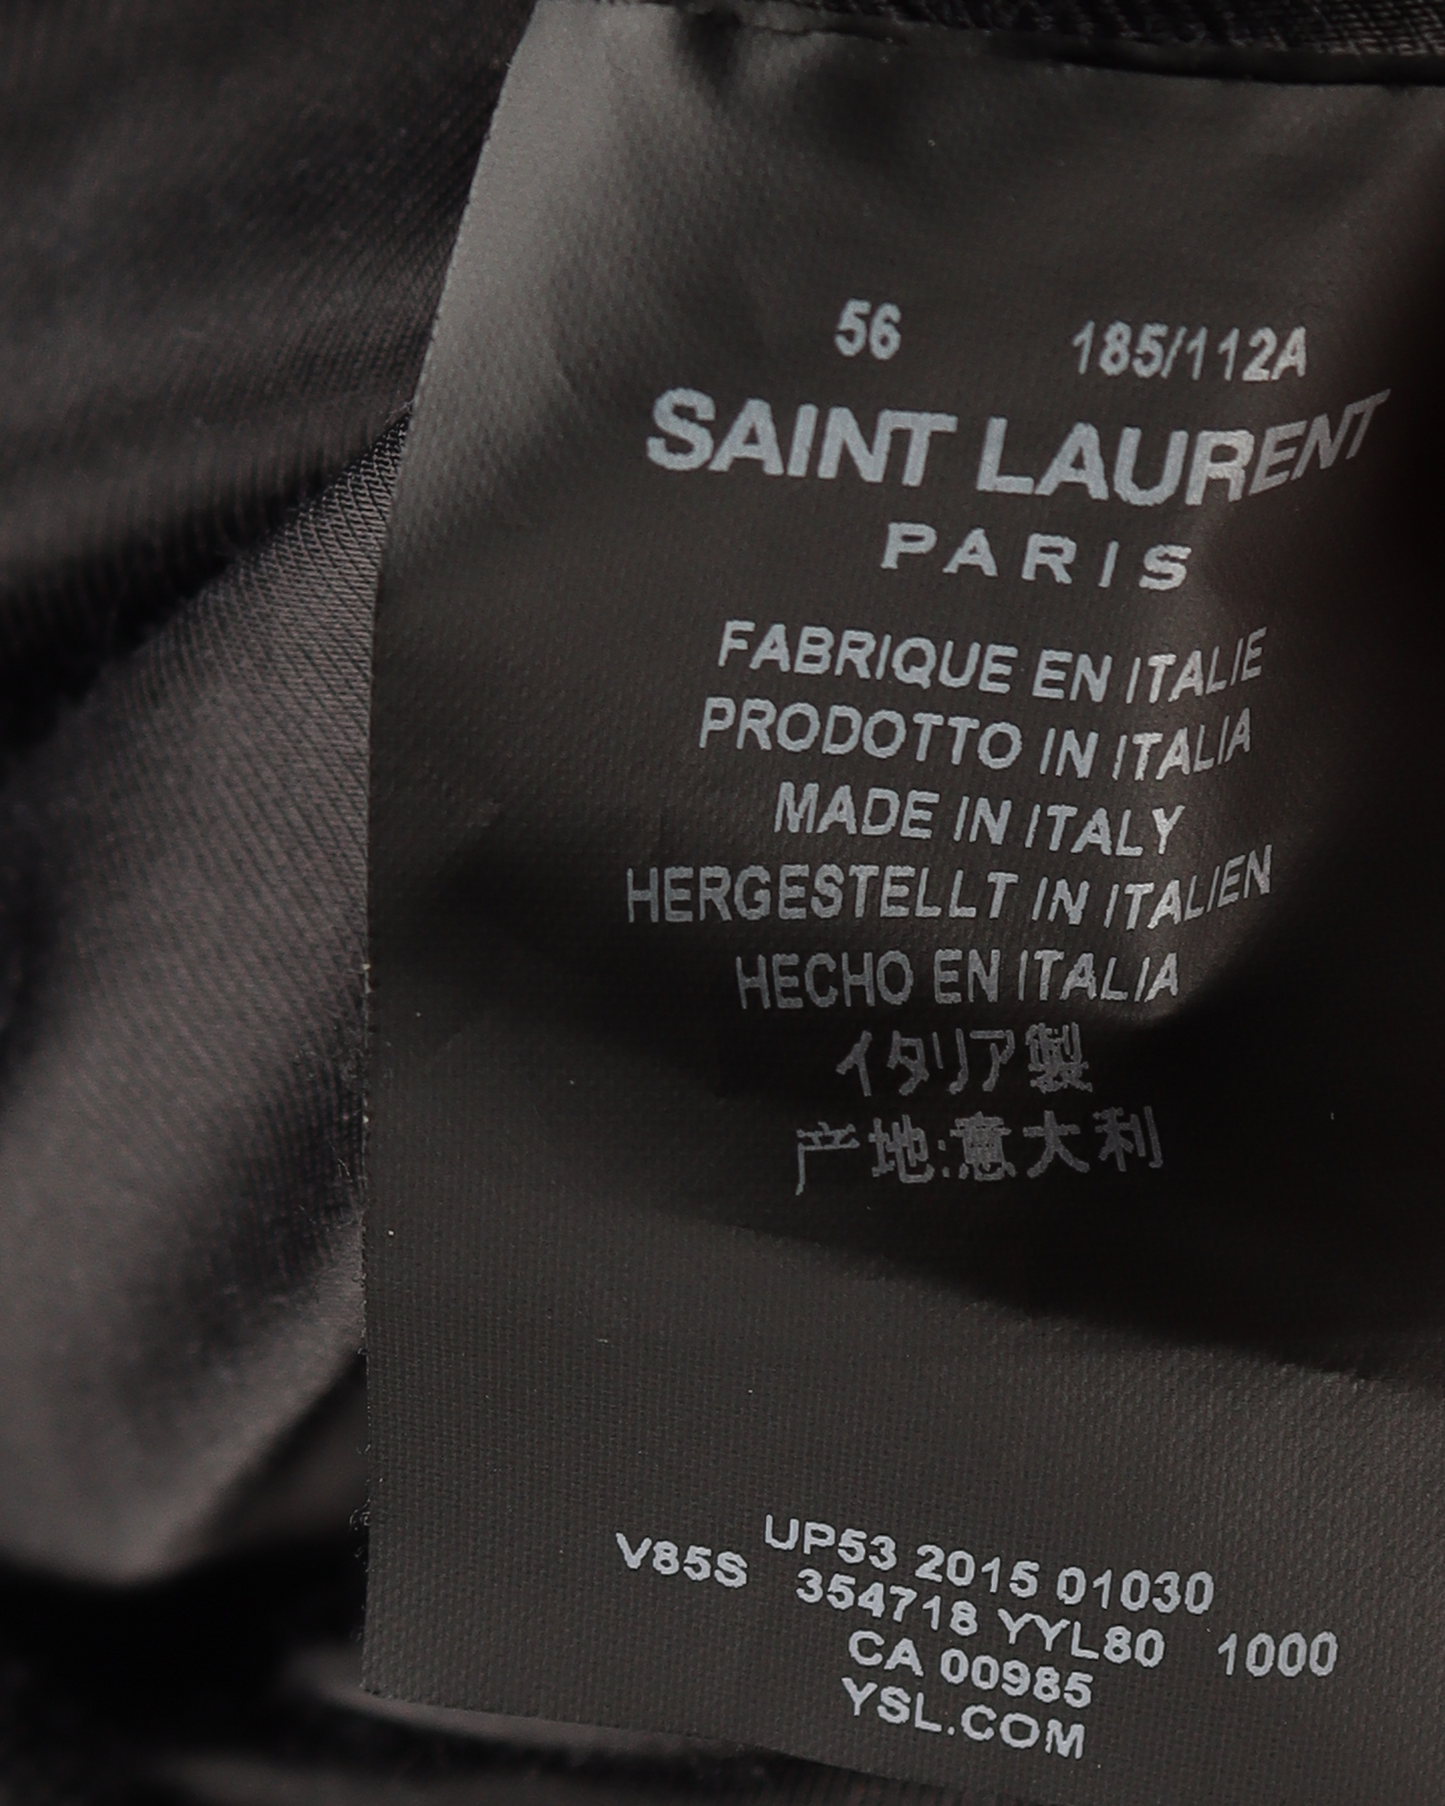 56 185/112A
SAINT LAURENT
PARIS
FABRIQUE EN ITALIE
PRODOTTO IN ITALIA
MADE IN ITALY
HERGESTELLT IN ITALIEN
HECHO EN ITALIA
イタリア製
产地:意大利
UP53 2015 01030
V85S 354718 YYL80 1000
CA 00985
YSL.COM